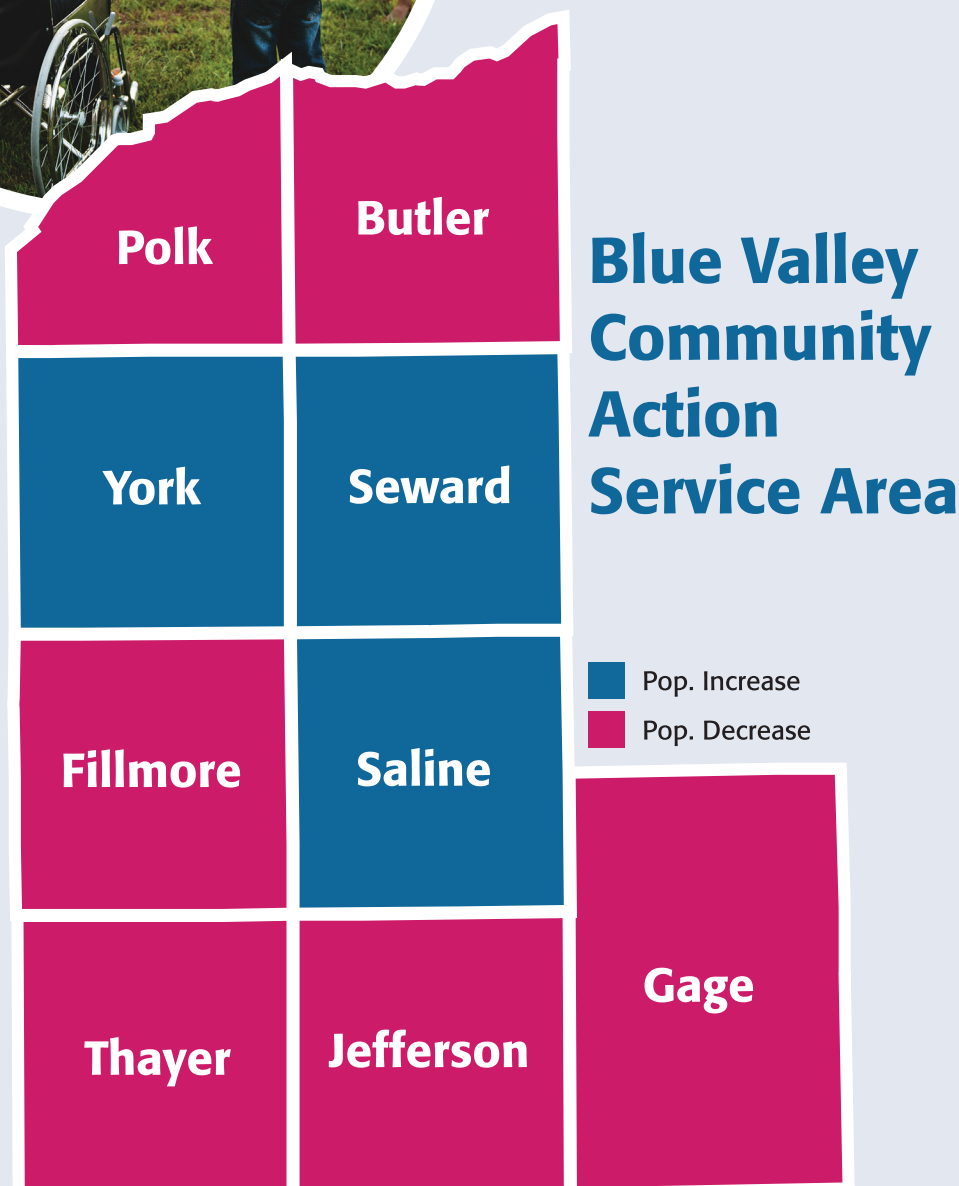 Polk
Butler
Blue Valley
Community
Action
Service Area
York
Seward
Pop. Increase
Pop. Decrease
Fillmore
Saline
Gage
Thayer
Jefferson